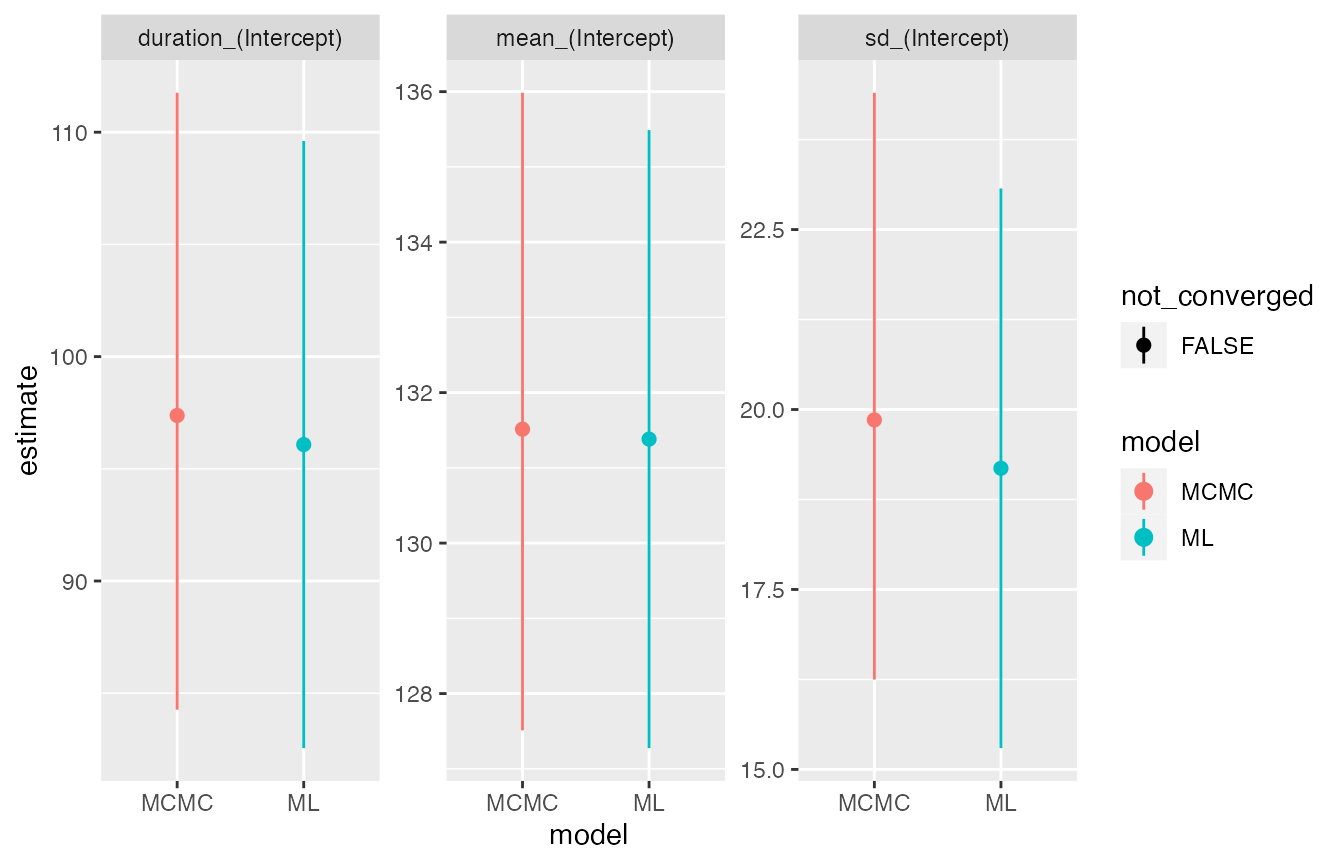 duration_(Intercept)
mean_(Intercept)
sd_(Intercept)
estimate
110
100
90
136
134
132
130
128
22.5
20.0
17.5
15.0
MCMC
ML
MCMC
ML
MCMC
ML
model
not_converged
FALSE
model
MCMC
ML